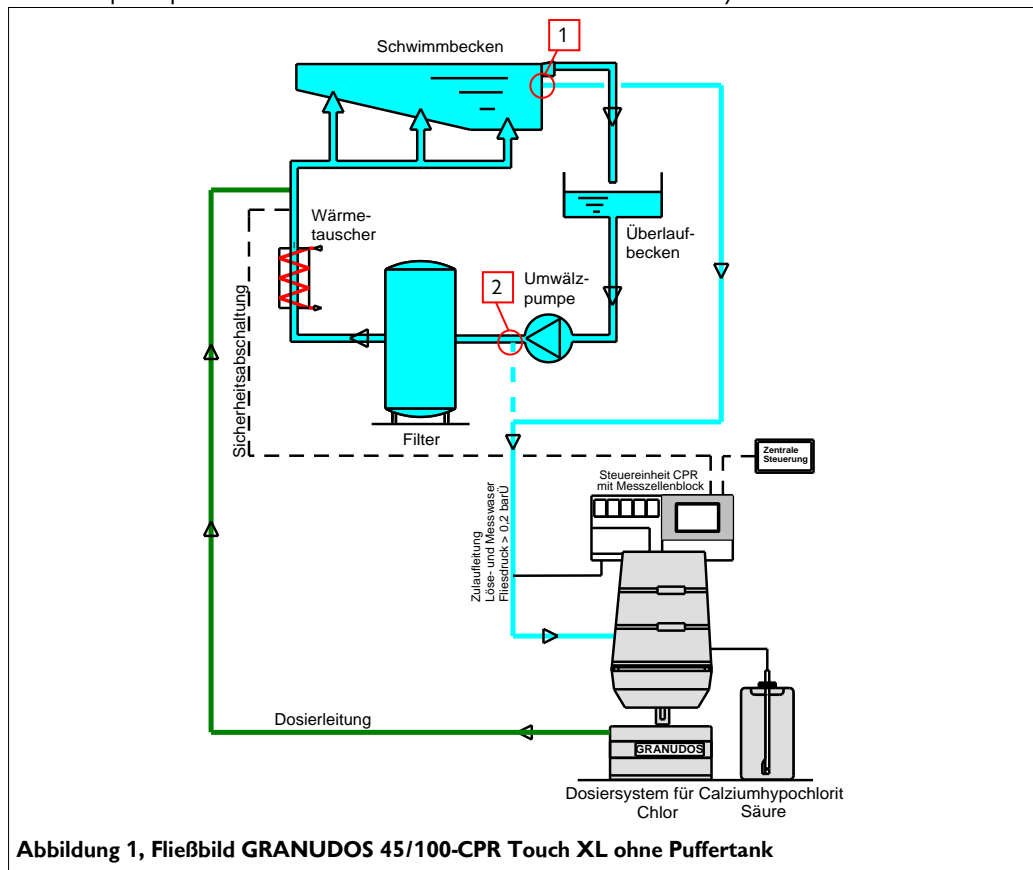 1
Schwimmbecken
Wärme-
tauscher
Überlauf-
becken
Umwälz-
pumpe
2
Sicherheitsabschaltung
Filter
Zentrale
Steuerung
Steuereinheit CPR
mit Messzellenblock
Zulaufleitung
Löse- und Messwaser
Fliesdruck > 0,2 barÜ
Dosierleitung
GRANUDOS
Dosiersystem für Calziumhypochlorit
Chlor
Säure
Abbildung 1, Fließbild GRANUDOS 45/100-CPR Touch XL ohne Puffertank